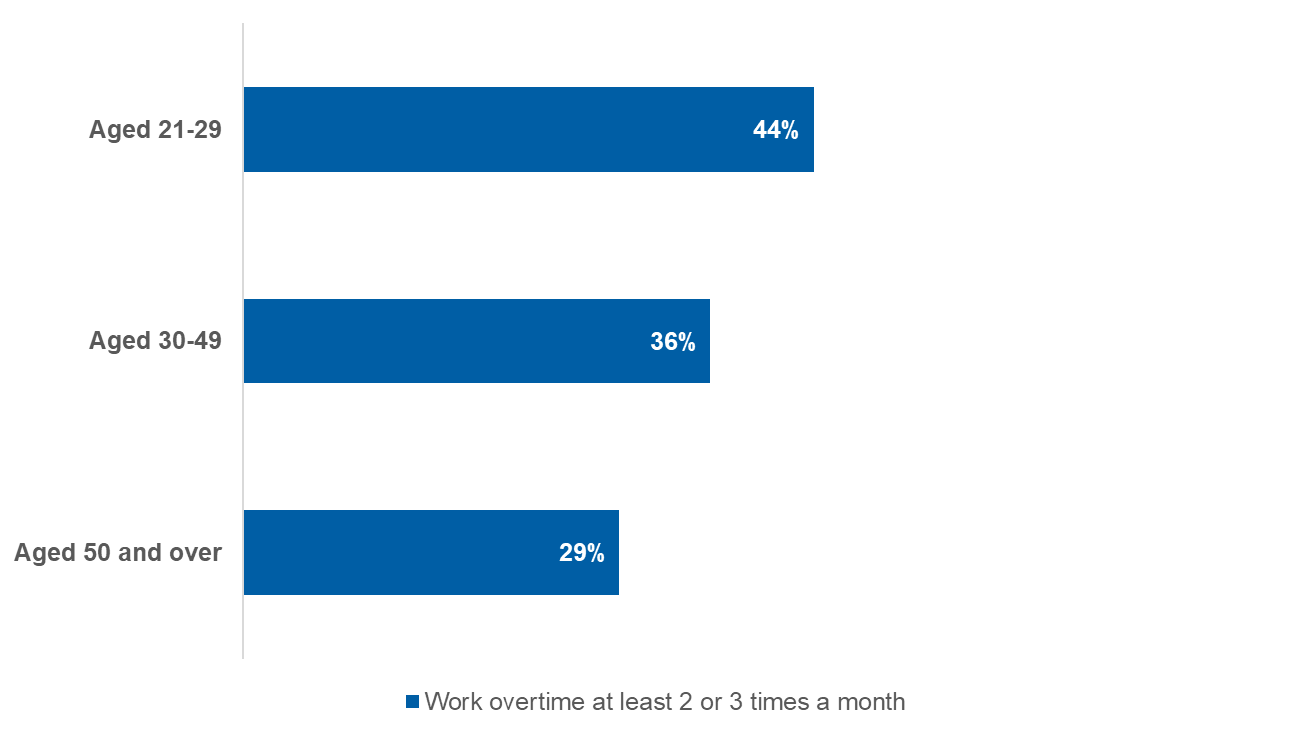 Aged 21-29
44%
Aged 30-49
36%
Aged 50 and over
29%
Work overtime at least 2 or 3 times a month